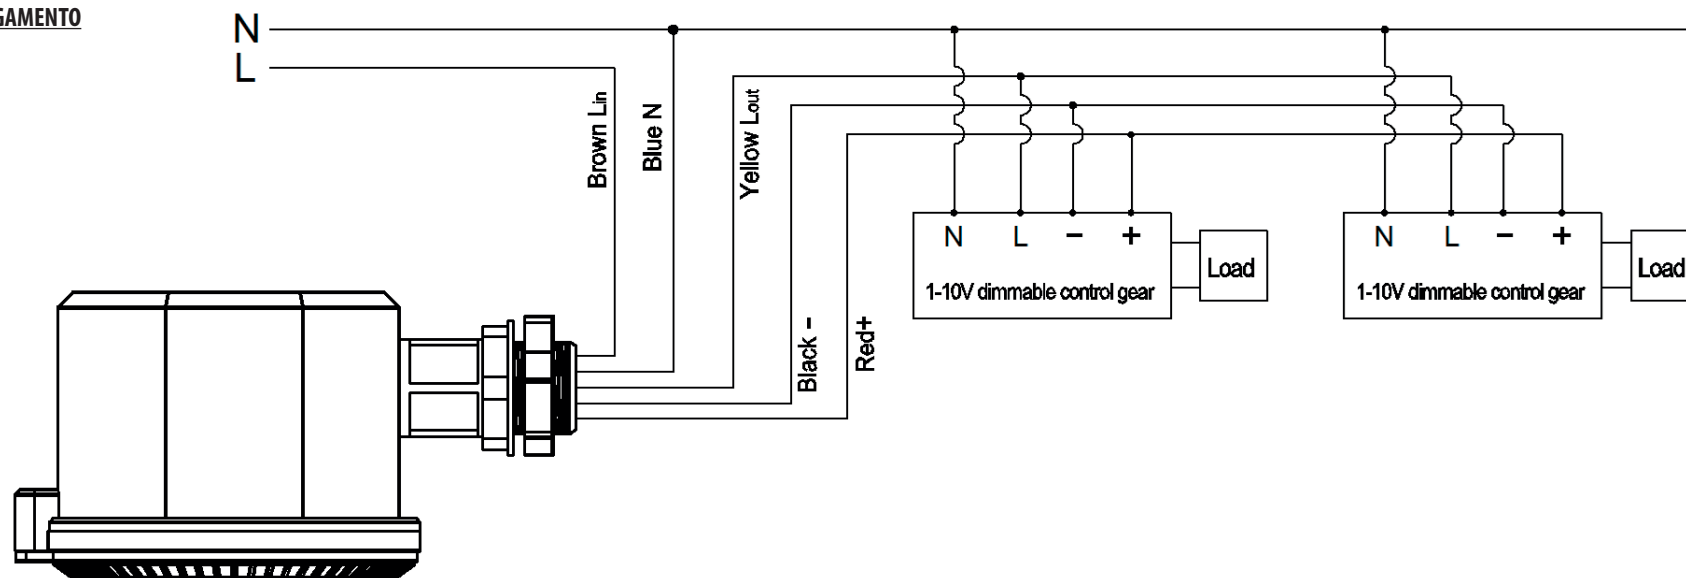 GAMENTO
N
L
Brown Lin
Blue N
Yellow Lout
Black -
Red+
N L - +
1-10V dimmable control gear
Load
N L - +
1-10V dimmable control gear
Load